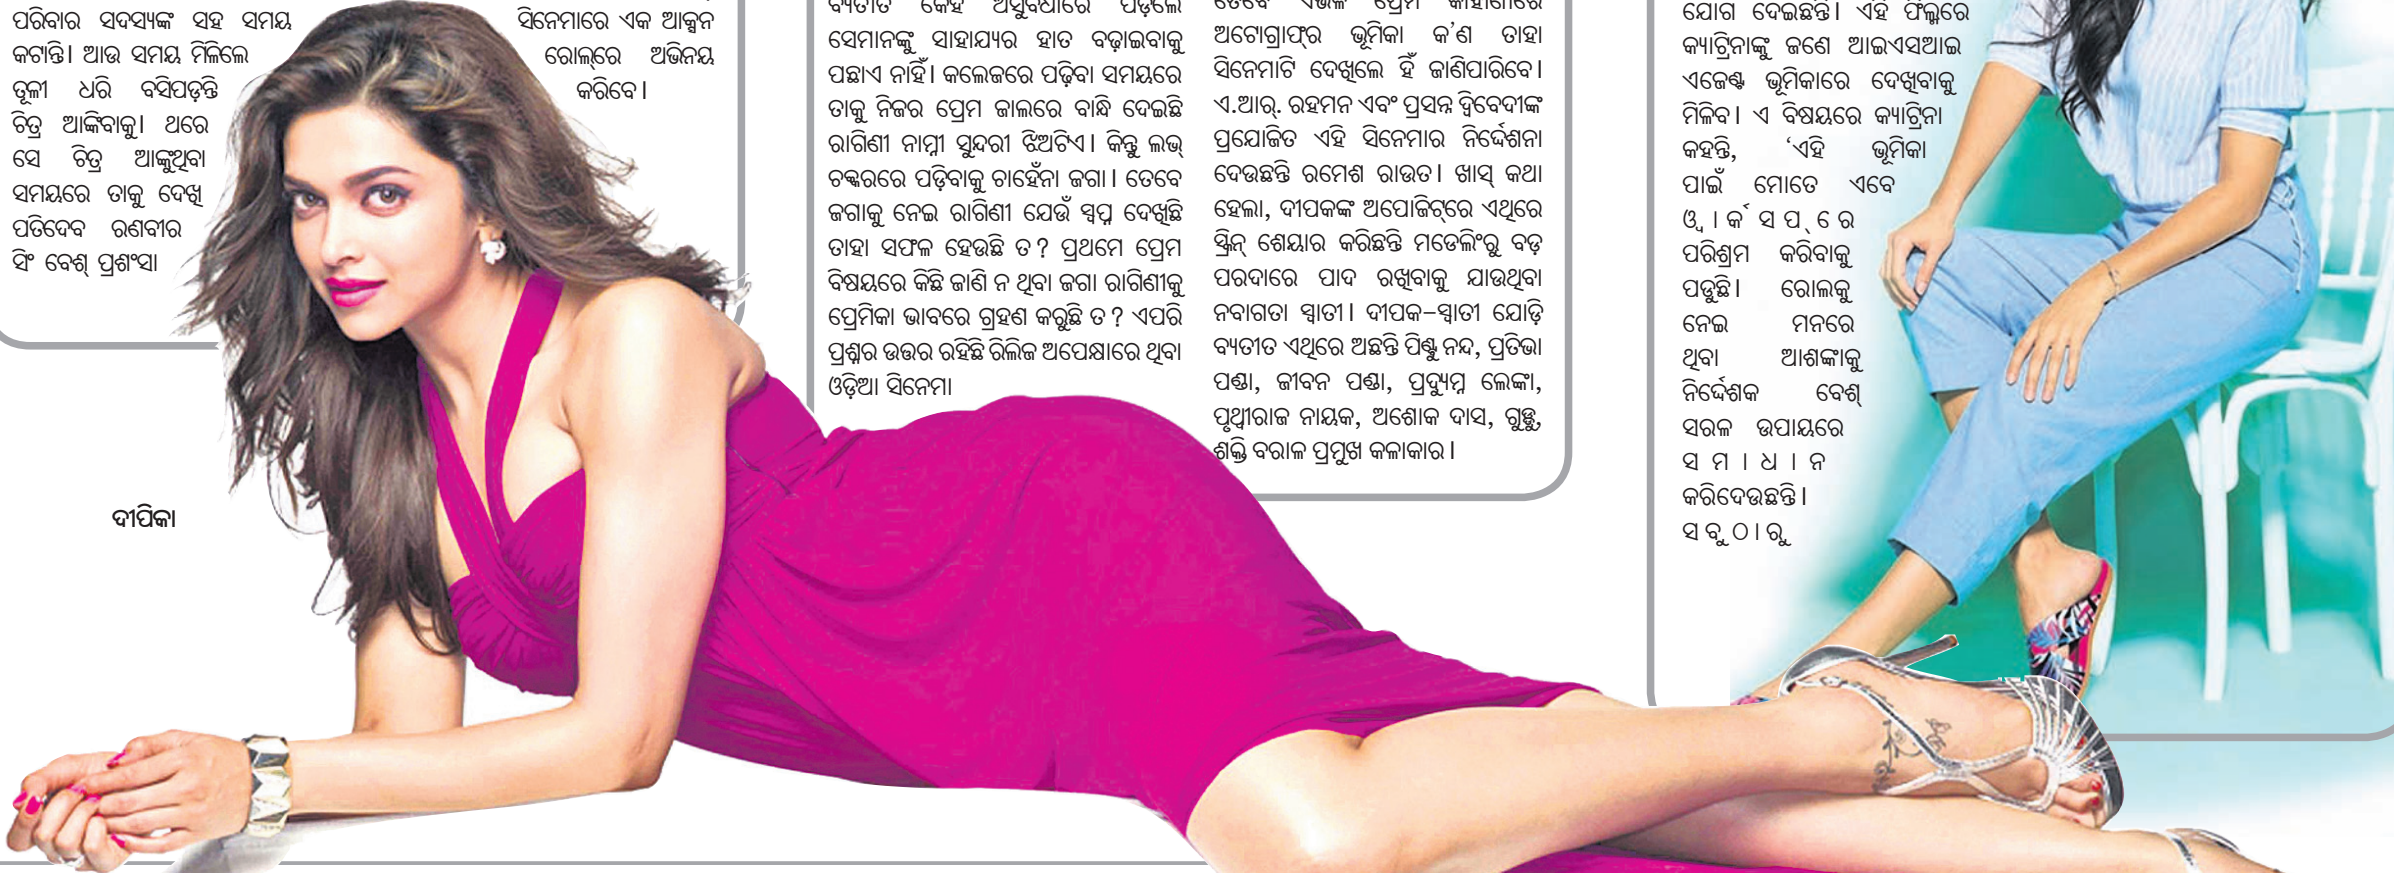 ପରିବାର ସଦସ୍ୟଙ୍କ ସହ ସମୟ
କଟାନ୍ତି। ଆଉ ସମୟ ମିଳିଲେ
ତୂଳୀ ଧରି ବସିପଡ଼ନ୍ତି
ଚିତ୍ର ଆଙ୍କିବାକୁ। ଥରେ
ସେ ଚିତ୍ର ଆଙ୍କୁଥିବା
ସମୟରେ ତାକୁ ଦେଖି
ପତିଦେବ ରଣବୀର
ସିଂ ବେଶ୍ ପ୍ରଶଂସା
ସିନେମାରେ ଏକ ଆକ୍ସନ
ରୋଲ୍‌ରେ ଅଭିନୟ
କରିବେ।
ଦୀପିକା
ବ୍ୟତୀତ କେହି ଅସୁବିଧାରେ ପଡ଼ିଲେ
ସେମାନଙ୍କୁ ସାହାଯ୍ୟର ହାତ ବଢ଼ାଇବାକୁ
ପଛାଏ ନାହିଁ। କଲେଜରେ ପଢ଼ିବା ସମୟରେ
ତାକୁ ନିଜର ପ୍ରେମ ଜାଲରେ ବାନ୍ଧି ଦେଇଛି
ରାଗିଣୀ ନାମ୍ନୀ ସୁନ୍ଦରୀ ଝିଅଟିଏ। କିନ୍ତୁ ଲଭ୍
ଚକ୍କରରେ ପଡ଼ିବାକୁ ଚାହେଁନା ଜଗା। ତେବେ
ଜଗାକୁ ନେଇ ରାଗିଣୀ ଯେଉଁ ସ୍ୱପ୍ନ ଦେଖିଛି
ତାହା ସଫଳ ହେଉଛି ତ? ପ୍ରଥମେ ପ୍ରେମ
ବିଷୟରେ କିଛି ଜାଣି ନ ଥିବା ଜଗା ରାଗିଣୀକୁ
ପ୍ରେମିକା ଭାବରେ ଗ୍ରହଣ କରୁଛି ତ? ଏପରି
ପ୍ରଶ୍ନର ଉତ୍ତର ରହିଛି ରିଲିଜ ଅପେକ୍ଷାରେ ଥିବା
ଓଡ଼ିଆ ସିନେମା
ତେବେ ଏଭଳି ପ୍ରେମ କାହାଣୀରେ
ଅଟୋଗ୍ରାଫ୍‌ର ଭୂମିକା କ'ଣ ତାହା
ସିନେମାଟି ଦେଖିଲେ ହିଁ ଜାଣିପାରିବେ।
ଏ.ଆର୍. ରହମନ ଏବଂ ପ୍ରସନ୍ନ ଦ୍ୱିବେଦୀଙ୍କ
ପ୍ରଯୋଜିତ ଏହି ସିନେମାର ନିର୍ଦ୍ଦେଶନା
ଦେଉଛନ୍ତି ରମେଶ ରାଉତ। ଖାସ୍ କଥା
ହେଲା, ଦୀପକଙ୍କ ଅପୋଜିଟ୍‌ରେ ଏଥିରେ
ସ୍କ୍ରିନ୍ ଶେୟାର କରିଛନ୍ତି ମଡେଲିଂରୁ ବଡ଼
ପରଦାରେ ପାଦ ରଖିବାକୁ ଯାଉଥିବା
ନବାଗତା ସ୍ୱାତୀ। ଦୀପକ-ସ୍ୱାତୀ ଯୋଡ଼ି
ବ୍ୟତୀତ ଏଥିରେ ଅଛନ୍ତି ପିଣ୍ଟୁ ନନ୍ଦ, ପ୍ରତିଭା
ପଣ୍ଡା, ଜୀବନ ପଣ୍ଡା, ପ୍ରଦ୍ୟୁମ୍ନ ଲେଙ୍କା,
ପୃଥ୍ୱୀରାଜ ନାୟକ, ଅଶୋକ ଦାସ, ଗୁଡ୍ଡୁ,
ଶକ୍ତି ବରାଳ ପ୍ରମୁଖ କଳାକାର।
ଯୋଗ ଦେଇଛନ୍ତି। ଏହି ଫିଲ୍ମରେ
କ୍ୟାଟ୍ରିନାଙ୍କୁ ଜଣେ ଆଇଏସଆଇ
ଏଜେଣ୍ଟ ଭୂମିକାରେ ଦେଖିବାକୁ
ମିଳିବ। ଏ ବିଷୟରେ କ୍ୟାଟ୍ରିନା
କହନ୍ତି, 'ଏହି ଭୂମିକା
ପାଇଁ ମୋତେ ଏବେ
ଓ୍ୱାର୍କସପ୍‌ରେ
ପରିଶ୍ରମ କରିବାକୁ
ପଡୁଛି। ରୋଲକୁ
ନେଇ ମନରେ
ଥିବା ଆଶଙ୍କାକୁ
ନିର୍ଦ୍ଦେଶକ ବେଶ୍
ସରଳ ଉପାୟରେ
ସମାଧାନ
କରିଦେଉଛନ୍ତି।
ସବୁଠାରୁ